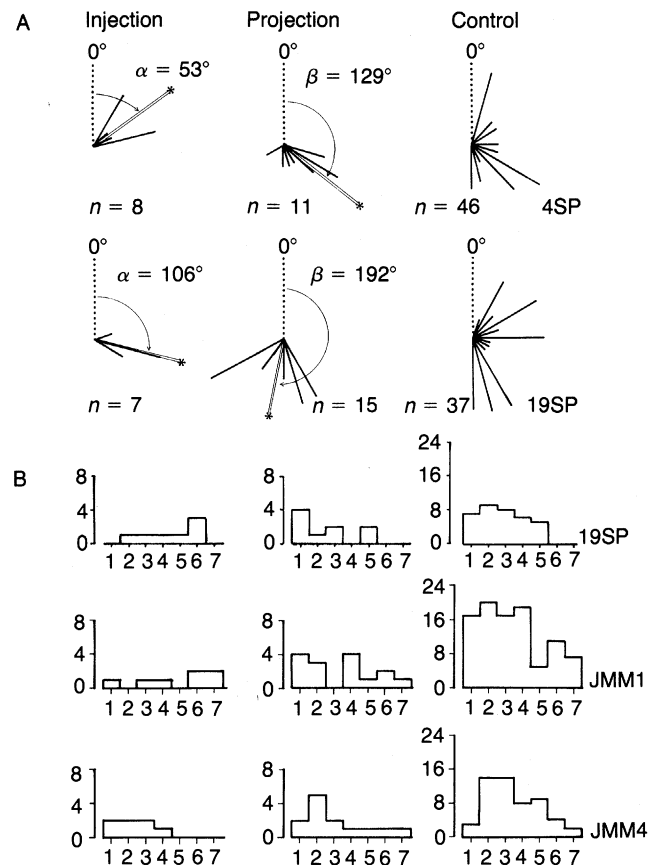 A
Injection Projection Control
0° 0° 0°
α = 53° β = 129°
* *
n = 8 n = 11 n = 46 4SP
0° 0° 0°
α = 106° β = 192°
* *
n = 7 n = 15 n = 37 19SP
B
8 4 0 8 4 0 24 16 8 0
1 2 3 4 5 6 7 1 2 3 4 5 6 7 1 2 3 4 5 6 7 19SP
8 4 0 8 4 0 24 16 8 0
1 2 3 4 5 6 7 1 2 3 4 5 6 7 1 2 3 4 5 6 7 JMM1
8 4 0 8 4 0 24 16 8 0
1 2 3 4 5 6 7 1 2 3 4 5 6 7 1 2 3 4 5 6 7 JMM4